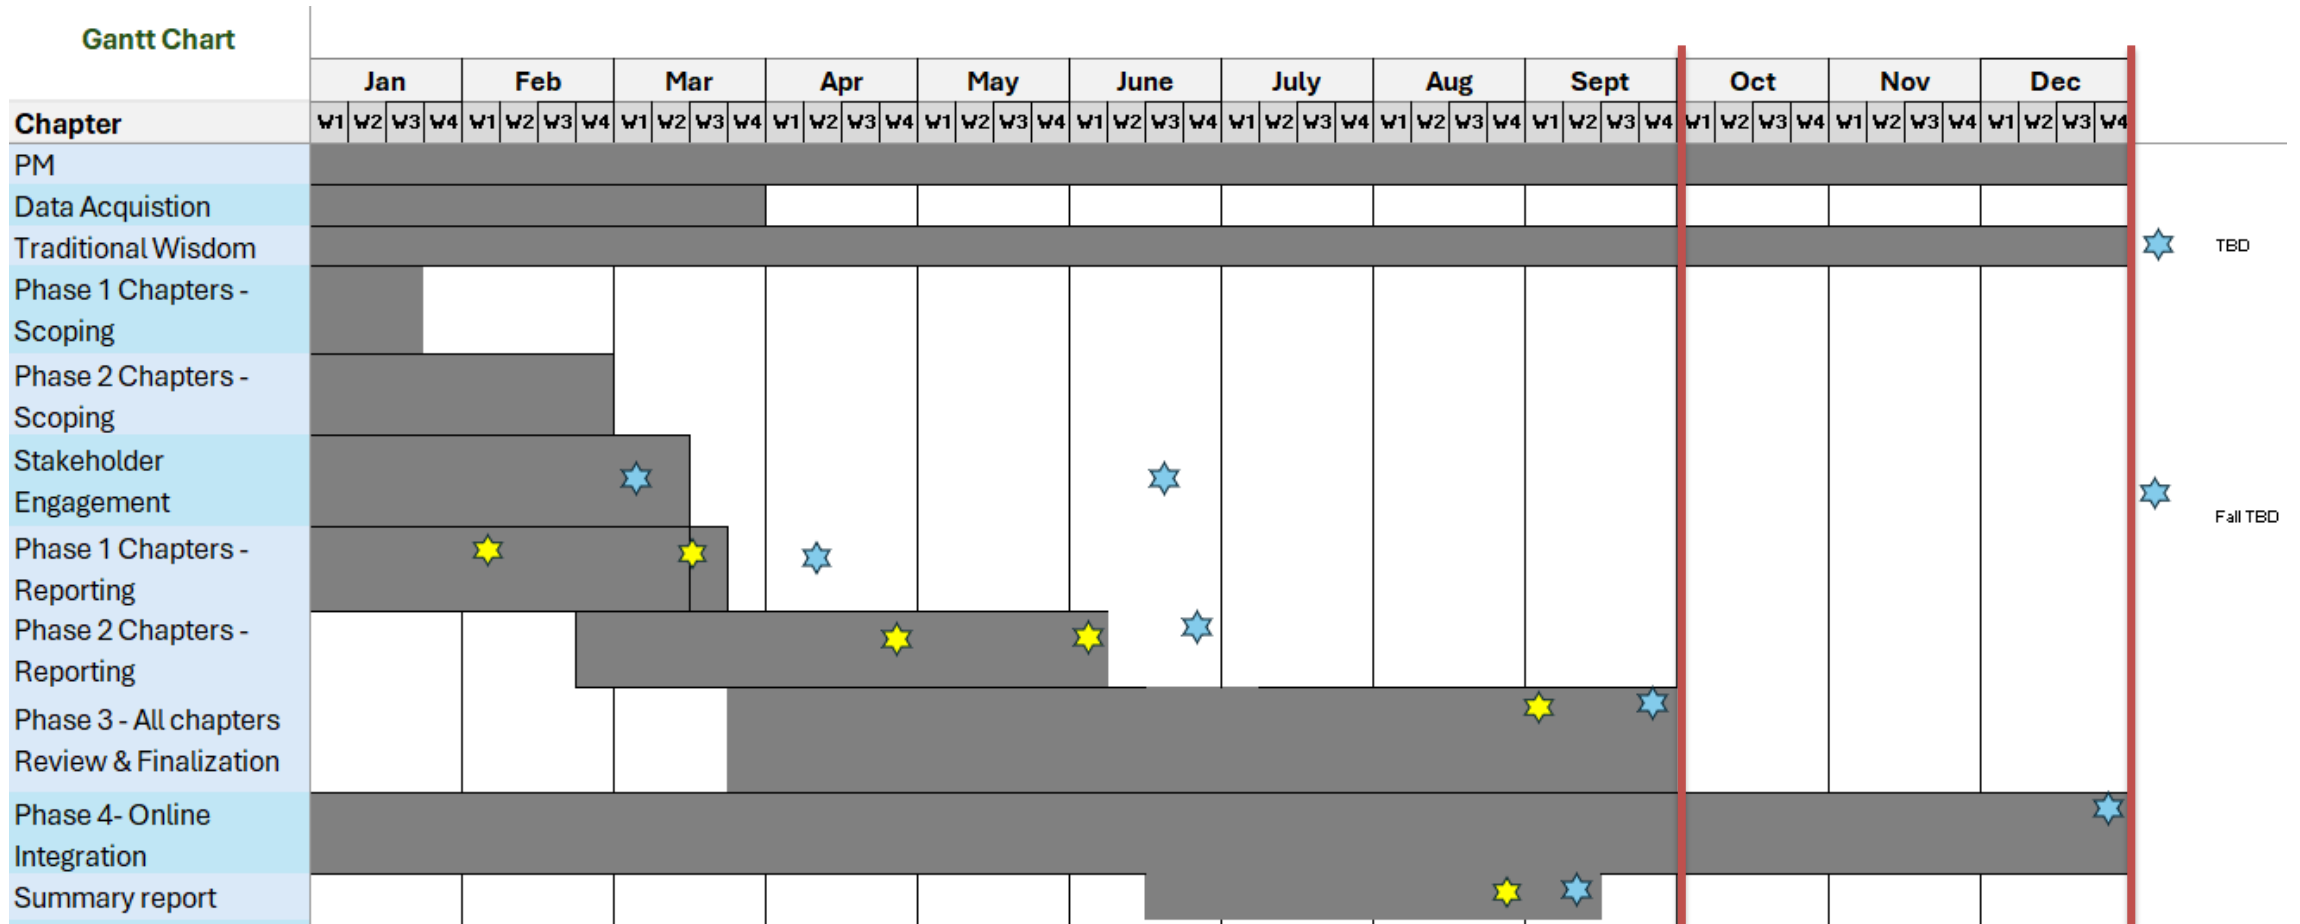 Gantt Chart
Jan Feb Mar Apr May June July Aug Sept Oct Nov Dec
Chapter W1 W2 W3 W4 W1 W2 W3 W4 W1 W2 W3 W4 W1 W2 W3 W4 W1 W2 W3 W4 W1 W2 W3 W4 W1 W2 W3 W4 W1 W2 W3 W4 W1 W2 W3 W4 W1 W2 W3 W4 W1 W2 W3 W4 W1 W2 W3 W4
PM
Data Acquistion
Traditional Wisdom TBD
Phase 1 Chapters -
Scoping
Phase 2 Chapters -
Scoping
Stakeholder
Engagement
Fall TBD
Phase 1 Chapters -
Reporting
Phase 2 Chapters -
Reporting
Phase 3 - All chapters
Review & Finalization
Phase 4- Online
Integration
Summary report